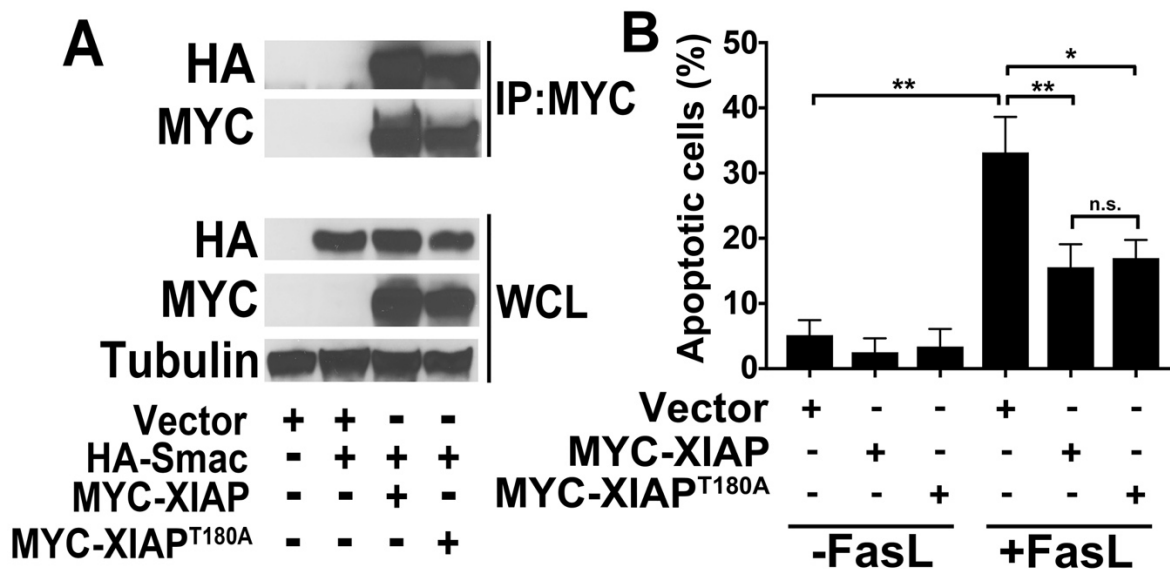 A
HA
MYC
IP:MYC
HA
MYC
Tubulin
WCL
Vector + + - -
HA-Smac - + + +
MYC-XIAP - - + -
MYC-XIAPT180A - - - +
B
Apoptotic cells (%)
50
40
30
20
10
0
**
*
**
n.s.
Vector + - - + - -
MYC-XIAP - + - - + -
MYC-XIAPT180A - - + - - +
-FasL +FasL